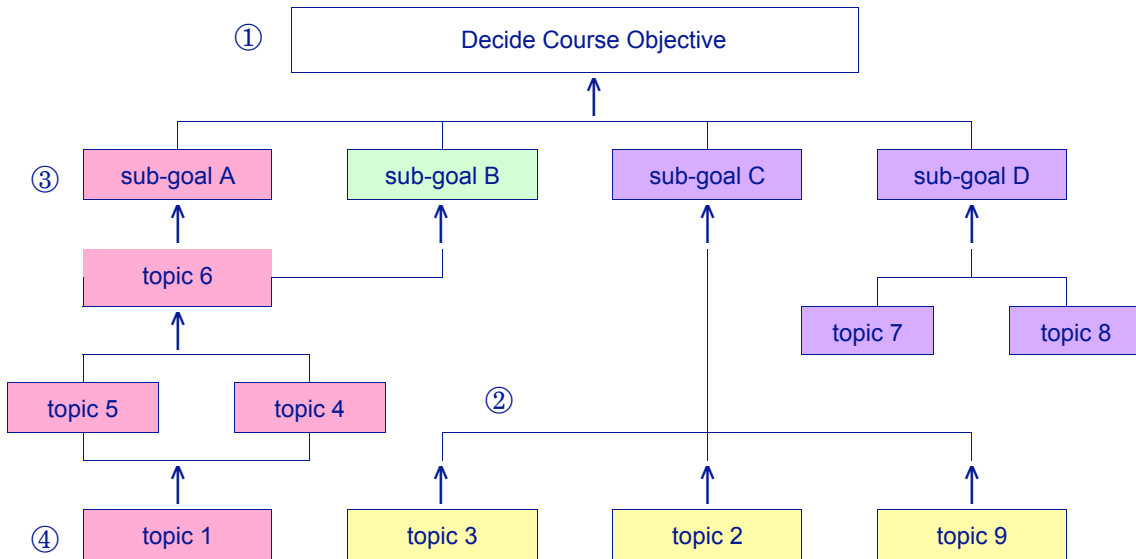 ① Decide Course Objective
③ sub-goal A sub-goal B sub-goal C sub-goal D
topic 6
topic 7 topic 8
topic 5 topic 4 ②
④ topic 1 topic 3 topic 2 topic 9